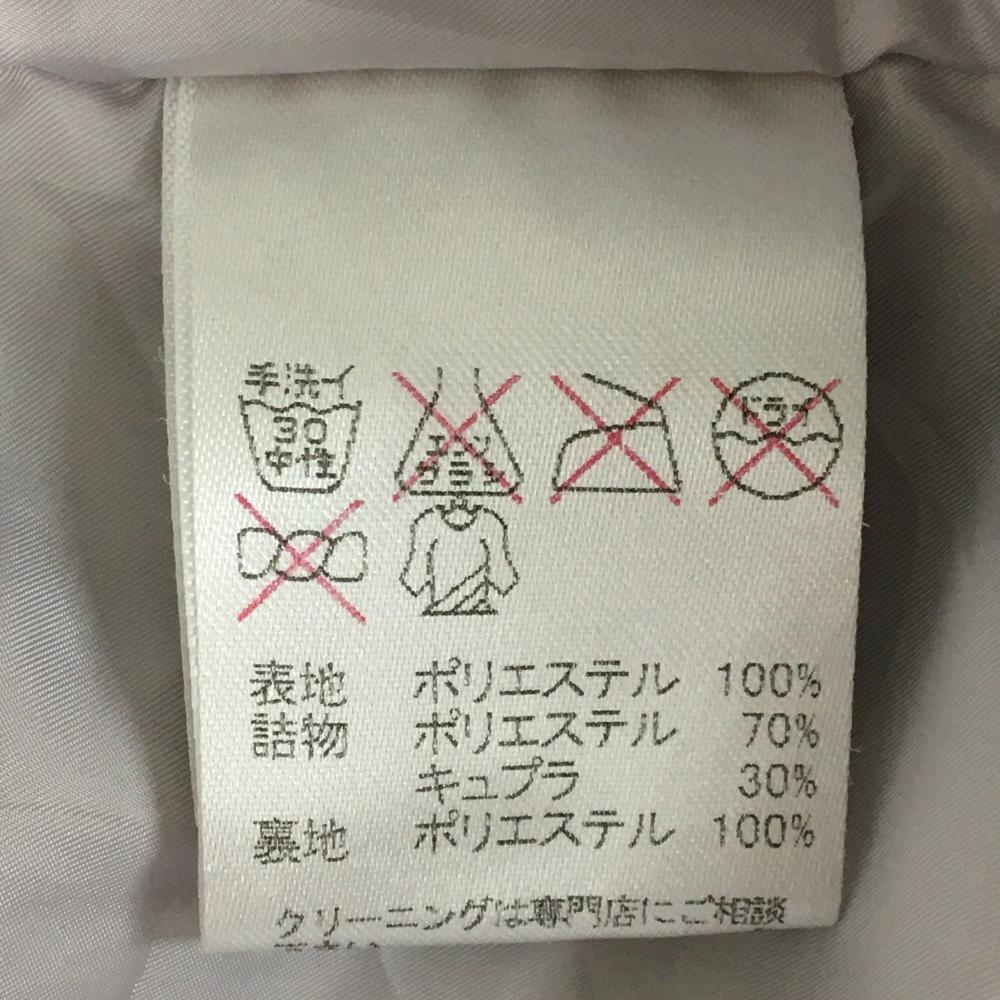 手洗イ
30
中性
エンソ
サラシ
ドライ
表地 ポリエステル 100%
詰物 ポリエステル 70%
キュプラ 30%
裏地 ポリエステル 100%
クリーニングは専門店にご相談